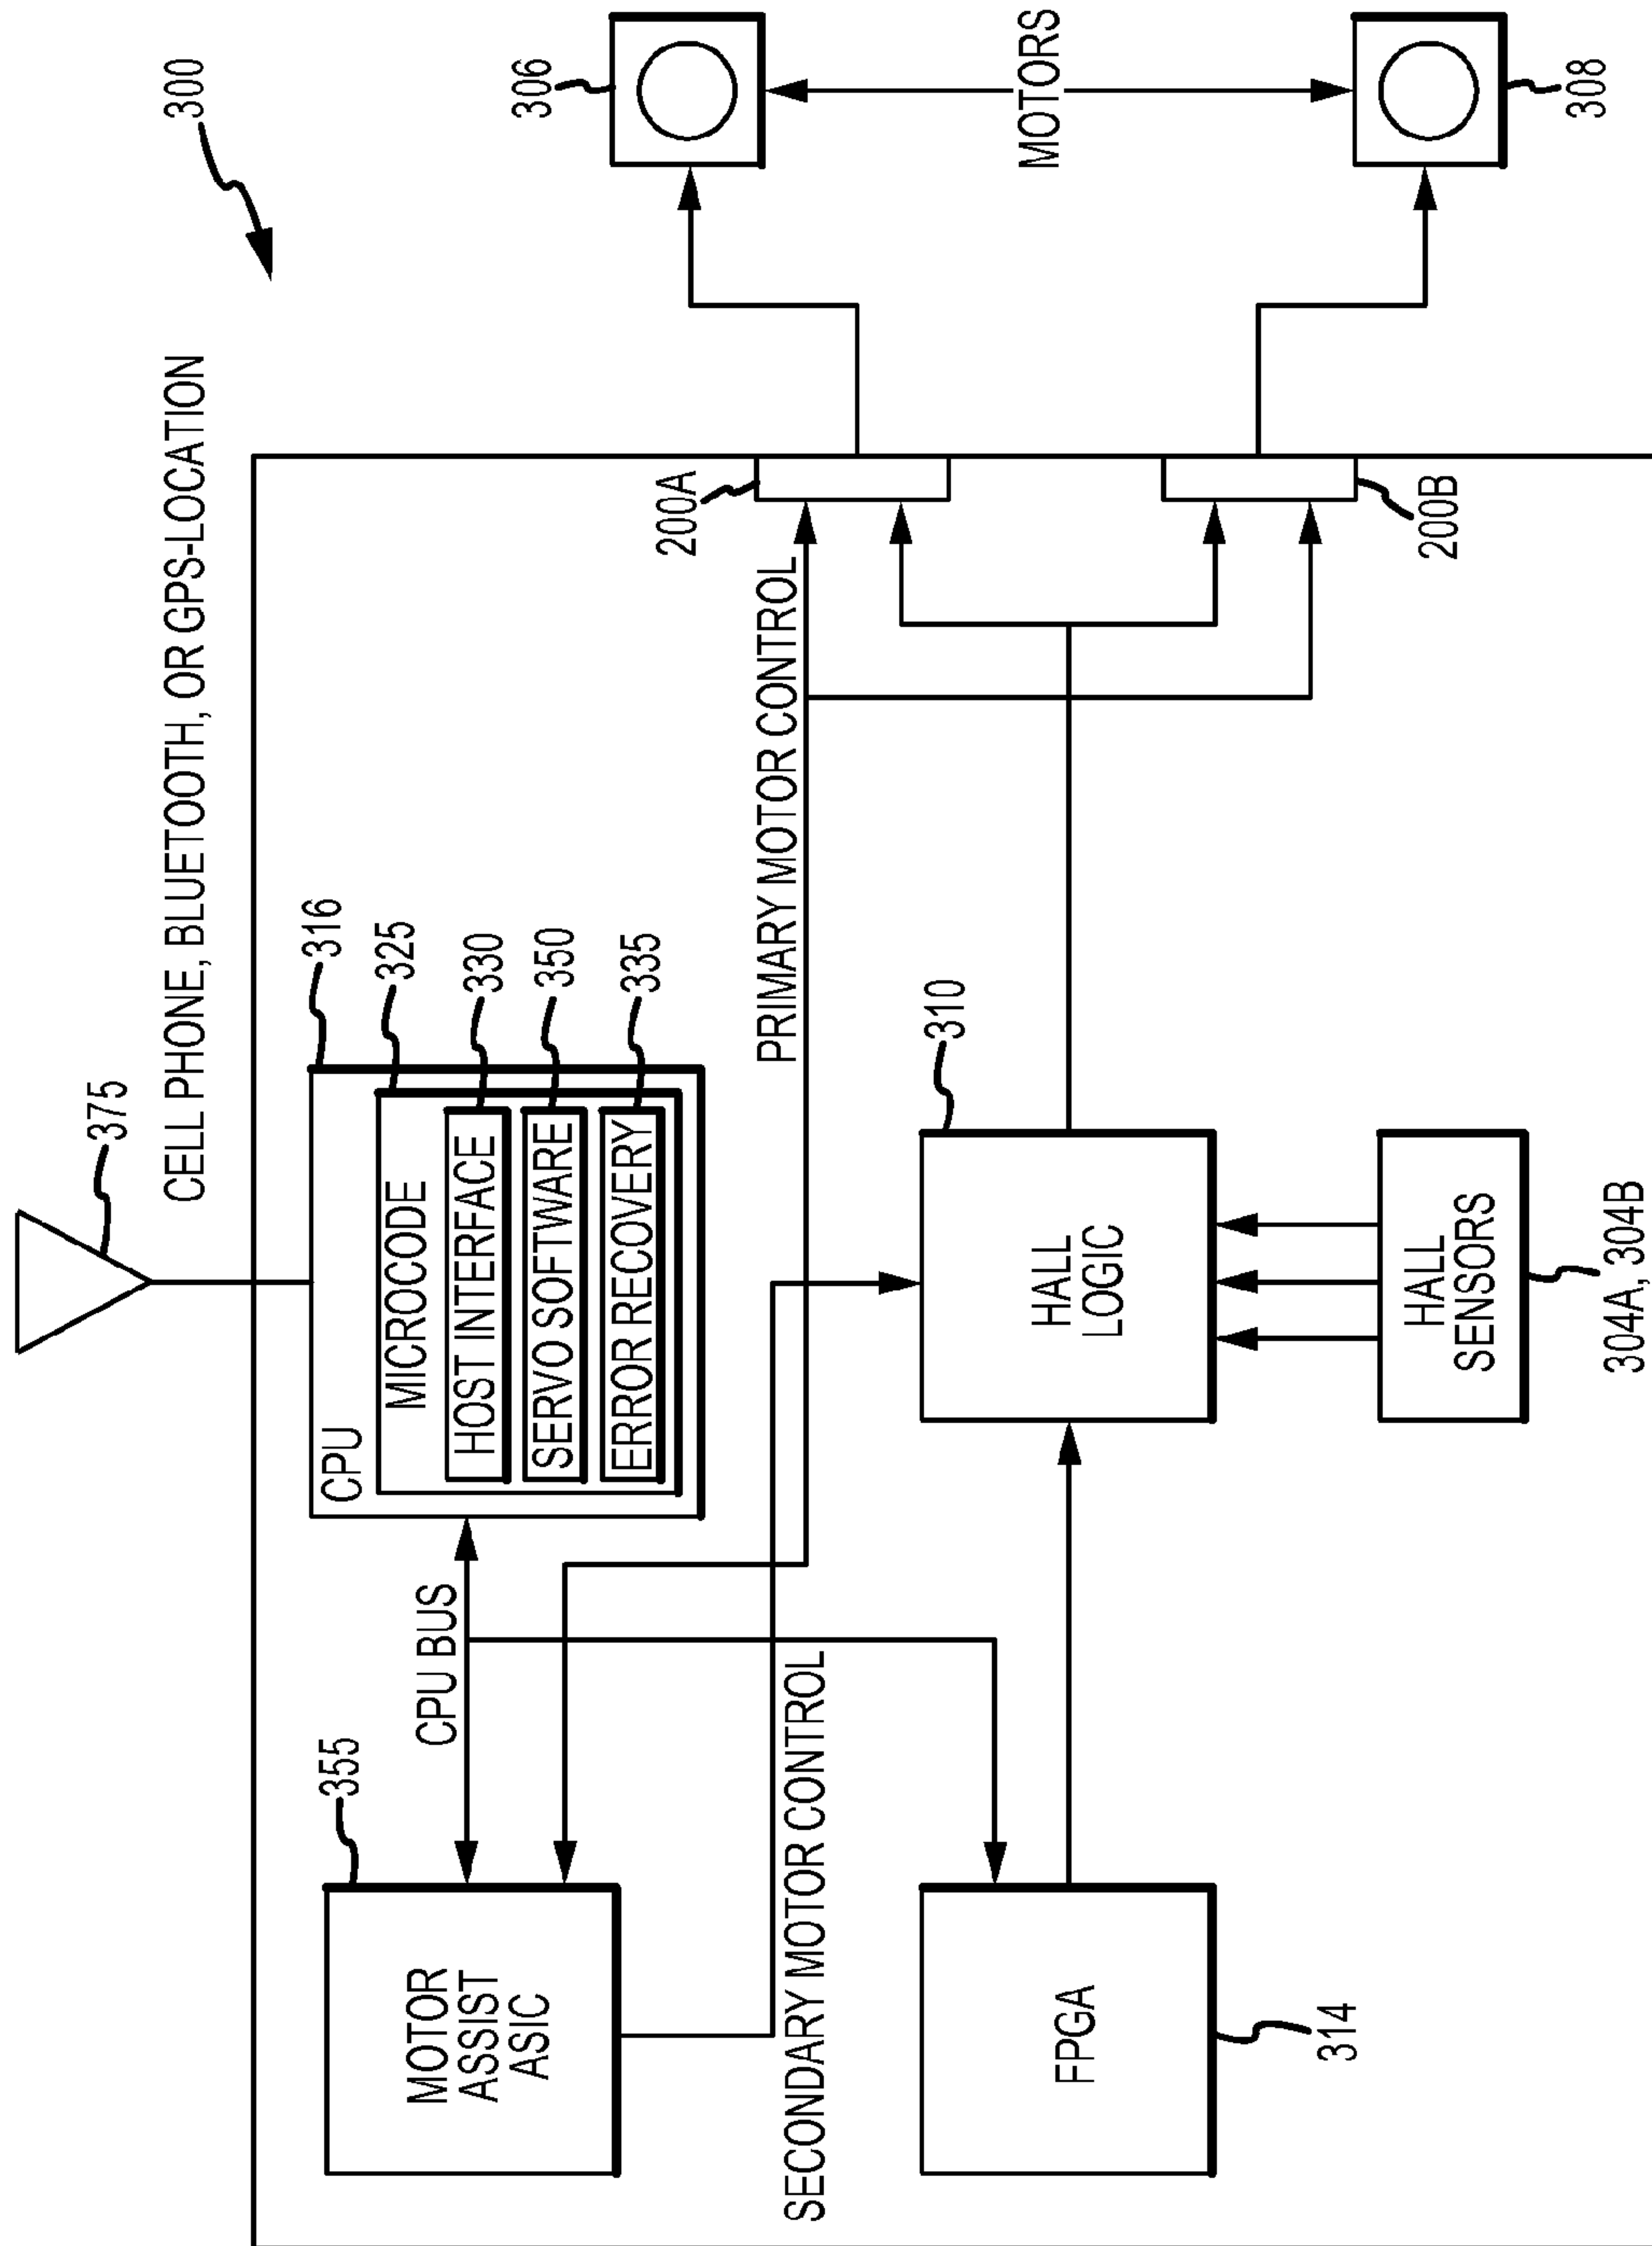 300
375
CELL PHONE, BLUETOOTH, OR GPS-LOCATION
355
MOTOR
ASSIST
ASIC
CPU BUS
CPU
316
MICROCODE
325
HOST INTERFACE
330
SERVO SOFTWARE
350
ERROR RECOVERY
335
306
PRIMARY MOTOR CONTROL
200A
SECONDARY MOTOR CONTROL
MOTORS
310
HALL
LOGIC
FPGA
314
200B
HALL
SENSORS
304A, 304B
308